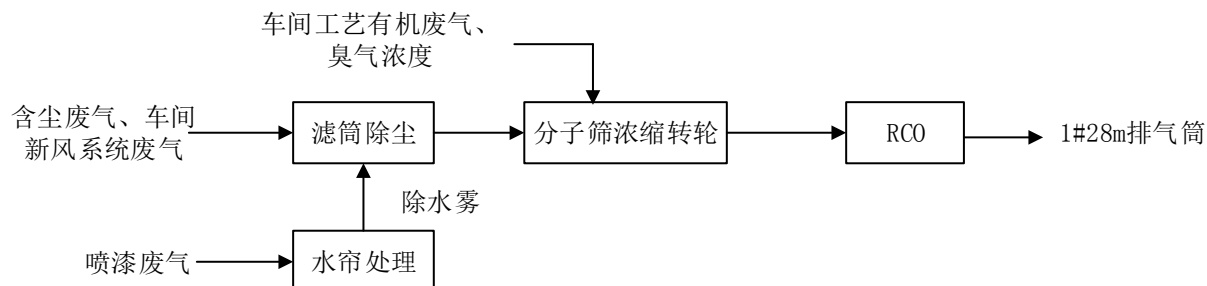 车间工艺有机废气、
臭气浓度
含尘废气、车间
新风系统废气
滤筒除尘
分子筛浓缩转轮
RCO
1#28m排气筒
除水雾
喷漆废气
水帘处理